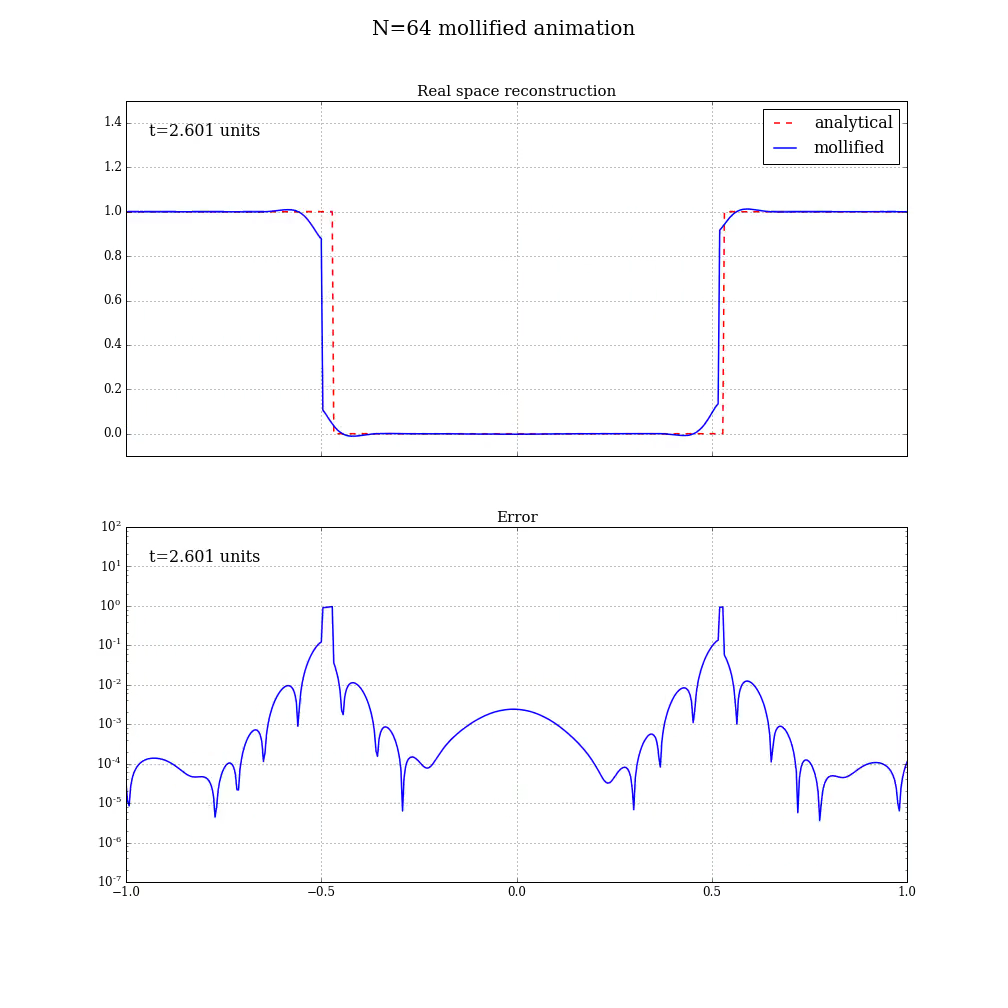 N=64 mollified animation
Real space reconstruction
t=2.601 units
analytical
mollified
1.4
1.2
1.0
0.8
0.6
0.4
0.2
0.0
Error
t=2.601 units
10²
10¹
10⁰
10⁻¹
10⁻²
10⁻³
10⁻⁴
10⁻⁵
10⁻⁶
10⁻⁷
−1.0 −0.5 0.0 0.5 1.0